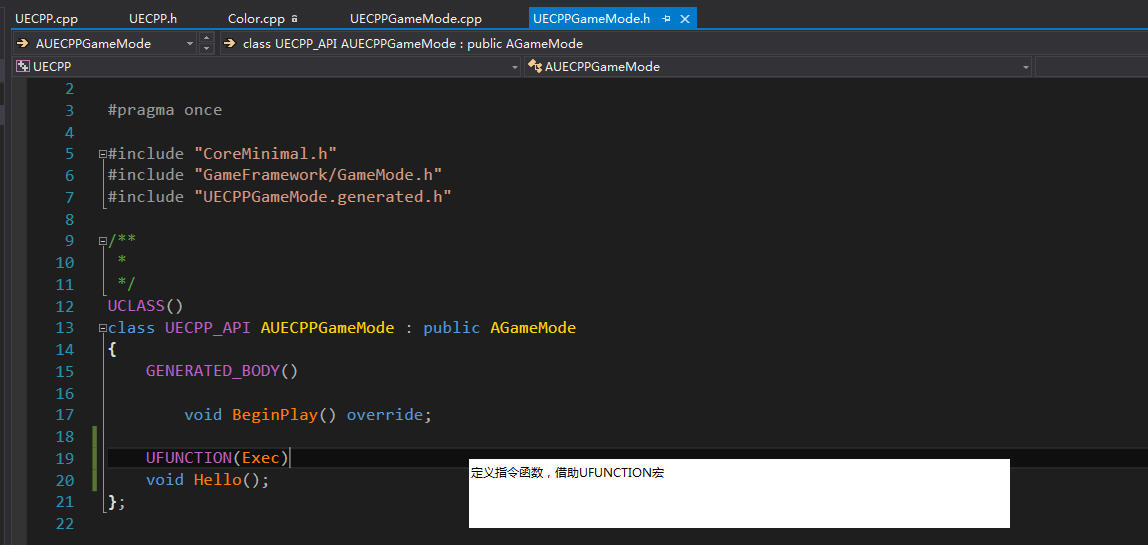 UECPP.cpp UECPP.h Color.cpp UECPPGameMode.cpp UECPPGameMode.h
AUECPPGameMode class UECPP_API AUECPPGameMode : public AGameMode
UECPP AUECPPGameMode
2
3 #pragma once
4
5 #include "CoreMinimal.h"
6 #include "GameFramework/GameMode.h"
7 #include "UECPPGameMode.generated.h"
8
9 /**
10 *
11 */
12 UCLASS()
13 class UECPP_API AUECPPGameMode : public AGameMode
14 {
15 GENERATED_BODY()
16
17 void BeginPlay() override;
18
19 UFUNCTION(Exec)
20 void Hello();
21 };
22
定义指令函数，借助UFUNCTION宏